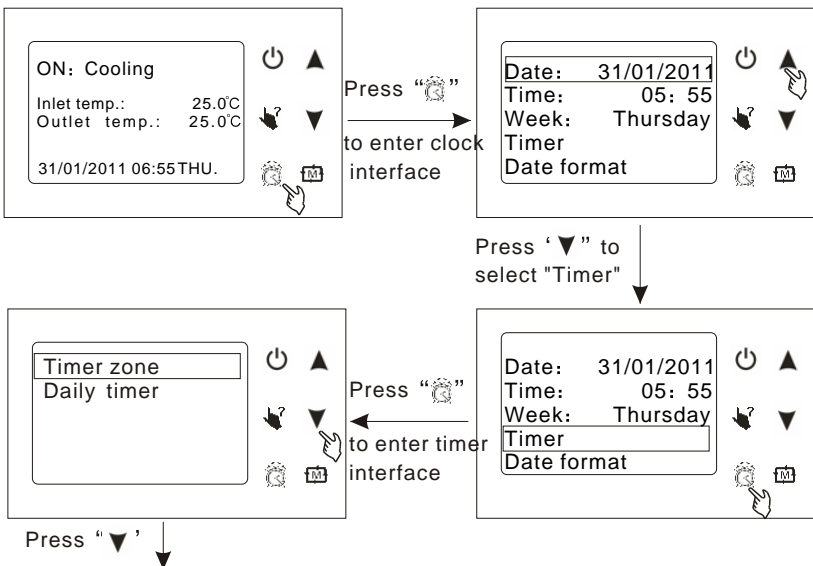 ON: Cooling
Inlet temp.: 25.0℃
Outlet temp.: 25.0℃
31/01/2011 06:55THU.
?
M
Press “ ”
to enter clock
interface
Date: 31/01/2011
Time: 05: 55
Week: Thursday
Timer
Date format
?
M
Press ‘▼” to
select "Timer"
Timer zone
Daily timer
?
M
Press “ ”
to enter timer
interface
Date: 31/01/2011
Time: 05: 55
Week: Thursday
Timer
Date format
?
M
Press “▼’